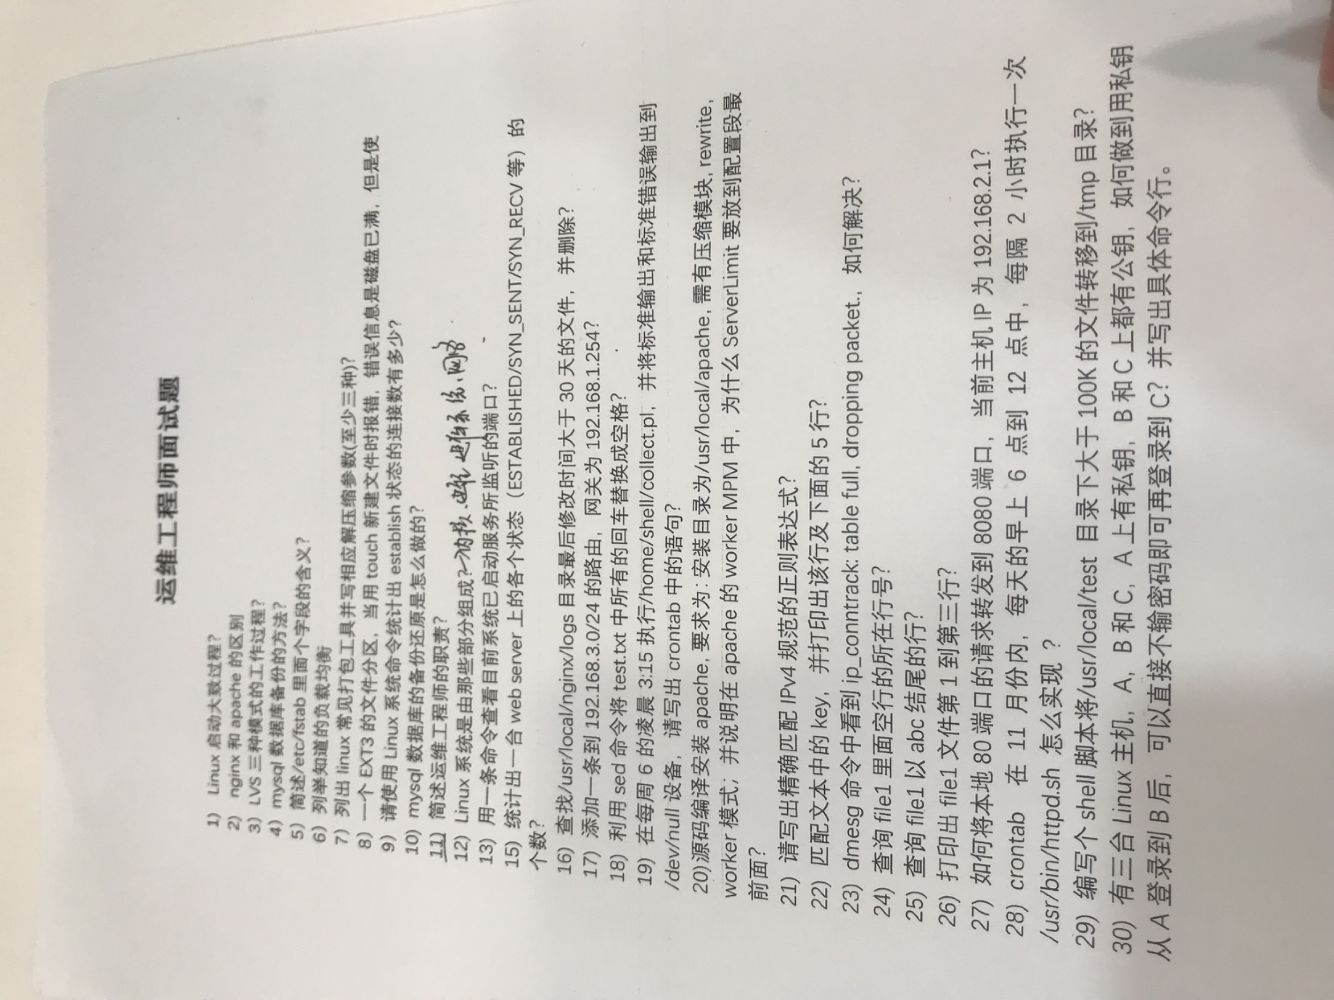 运维工程师面试题
1) Linux 启动大致过程?
2) nginx 和 apache 的区别
3) LVS 三种模式的工作过程?
4) mysql 数据库备份的方法?
5) 简述/etc/fstab 里面个字段的含义?
6) 列举知道的负载均衡
7) 列出 linux 常见打包工具并写相应解压缩参数(至少三种)?
8) 一个 EXT3 的文件分区，当用 touch 新建文件时报错，错误信息是磁盘已满，但是使
9) 请使用 Linux 系统命令统计出 establish 状态的连接数有多少?
10) mysql 数据库的备份还原是怎么做的?
11) 简述运维工程师的职责?
12) Linux 系统是由那些部分组成? 内核、进程、 系统、网络
13) 用一条命令查看目前系统已启动服务所监听的端口?
15) 统计出一台 web server 上的各个状态（ESTABLISHED/SYN_SENT/SYN_RECV 等）的
个数?
16) 查找/usr/local/nginx/logs 目录最后修改时间大于 30 天的文件，并删除?
17) 添加一条到 192.168.3.0/24 的路由，网关为 192.168.1.254?
18) 利用 sed 命令将 test.txt 中所有的回车替换成空格?
19) 在每周 6 的凌晨 3:15 执行/home/shell/collect.pl，并将标准输出和标准错误输出到
/dev/null 设备，请写出 crontab 中的语句?
20)源码编译安装 apache, 要求为: 安装目录为/usr/local/apache, 需有压缩模块, rewrite,
worker 模式；并说明在 apache 的 worker MPM 中，为什么 ServerLimit 要放到配置段最
前面?
21) 请写出精确匹配 IPv4 规范的正则表达式?
22) 匹配文本中的 key，并打印出该行及下面的 5 行?
23) dmesg 命令中看到 ip_conntrack: table full, dropping packet.，如何解决?
24) 查询 file1 里面空行的所在行号?
25) 查询 file1 以 abc 结尾的行?
26) 打印出 file1 文件第 1 到第三行?
27) 如何将本地 80 端口的请求转发到 8080 端口，当前主机 IP 为 192.168.2.1?
28) crontab 在 11 月份内，每天的早上 6 点到 12 点中，每隔 2 小时执行一次
/usr/bin/httpd.sh 怎么实现 ?
29) 编写个 shell 脚本将/usr/local/test 目录下大于 100K 的文件转移到/tmp 目录?
30) 有三台 Linux 主机，A，B 和 C，A 上有私钥，B 和 C 上都有公钥，如何做到用私钥
从 A 登录到 B 后，可以直接不输密码即可再登录到 C? 并写出具体命令行。